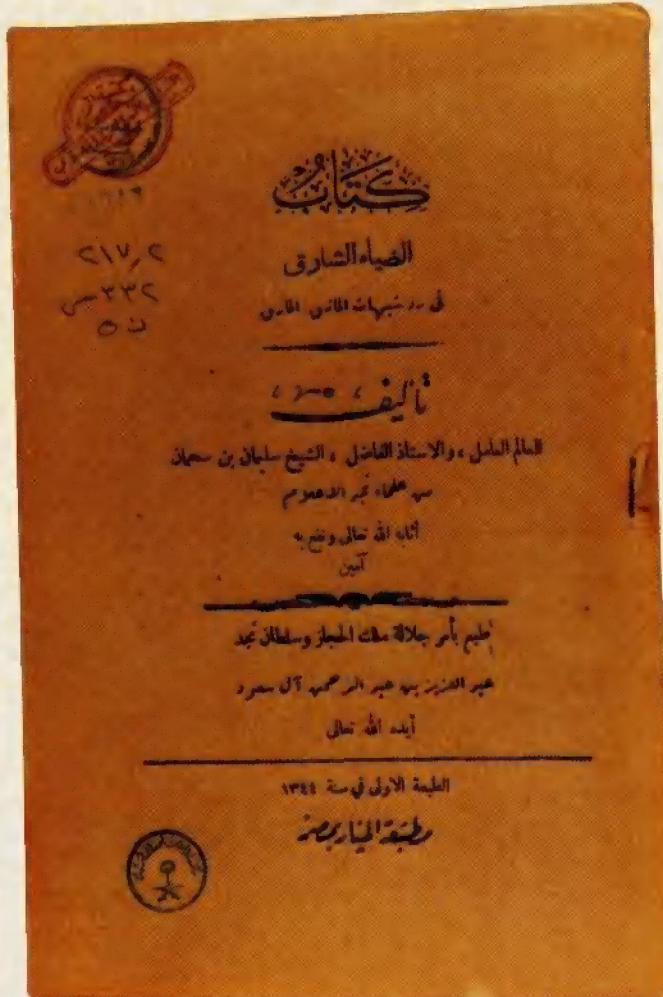 كتاب
الضياء الشارق
في رد شبهات الماذق المارق
٢١٧٫٢
٣٣٢ س
ض ٥
تأليف
العالم العامل، والاستاذ الفاضل، الشيخ سليمان بن سحمان
من علماء نجد الاعلام
أثابه الله تعالى ونفع به
آمين
طبع بأمر جلالة ملك الحجاز وسلطان نجد
عبد العزيز بن عبد الرحمن آل سعود
أيده الله تعالى
الطبعة الاولى في سنة ١٣٤٤
مطبعة المنار بمصر